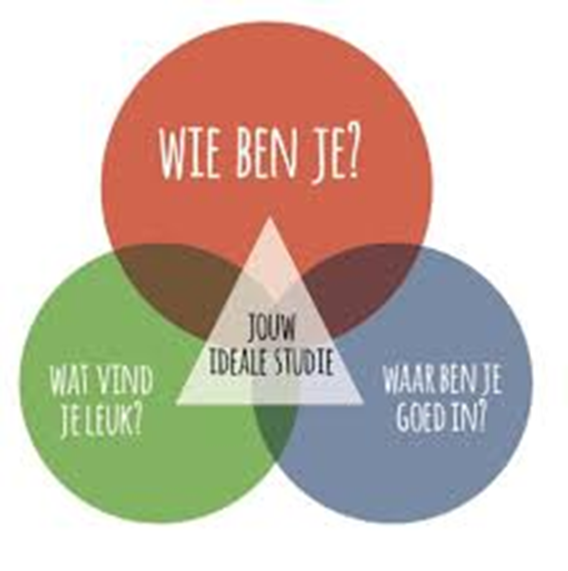 WIE BEN JE?
JOUW
IDEALE STUDIE
WAT VIND
JE LEUK?
WAAR BEN JE
GOED IN?